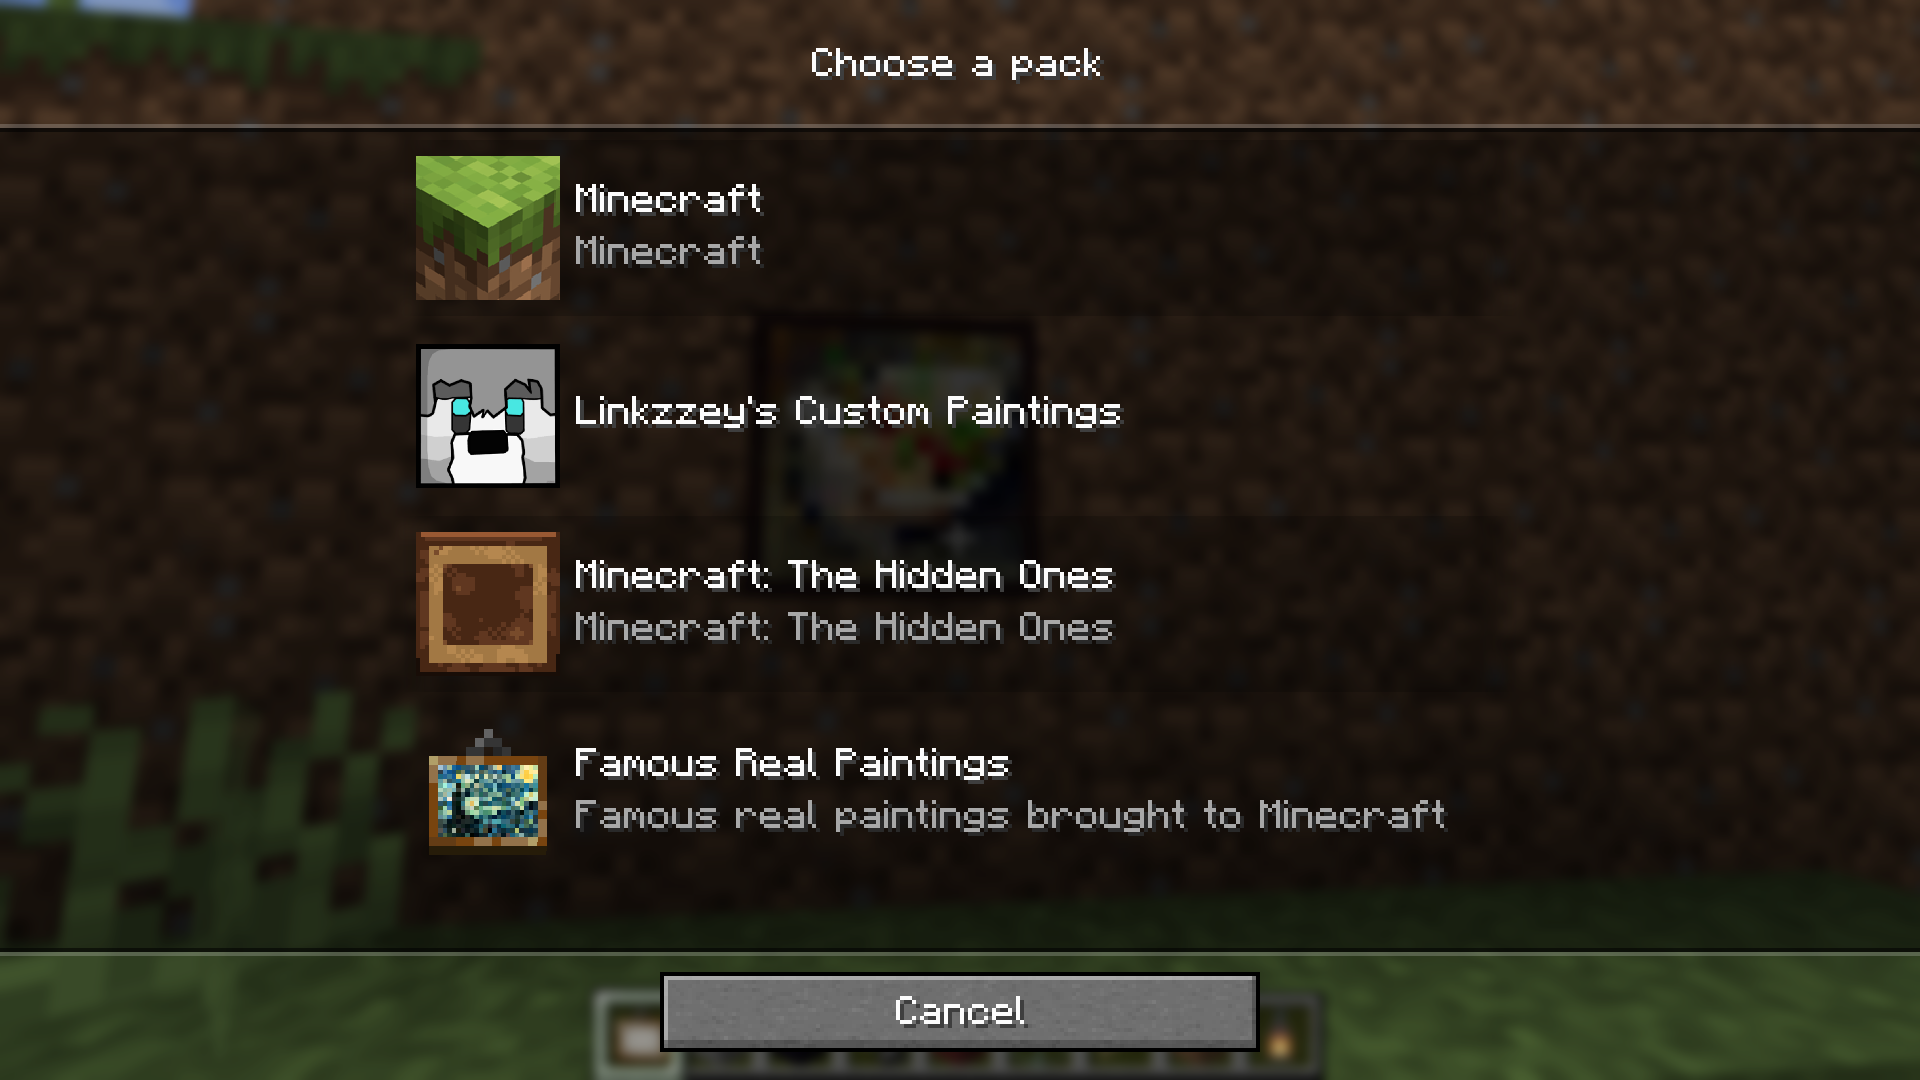 Choose a pack
Minecraft
Minecraft
Linkzzey's Custom Paintings
Minecraft: The Hidden Ones
Minecraft: The Hidden Ones
Famous Real Paintings
Famous real paintings brought to Minecraft
Cancel